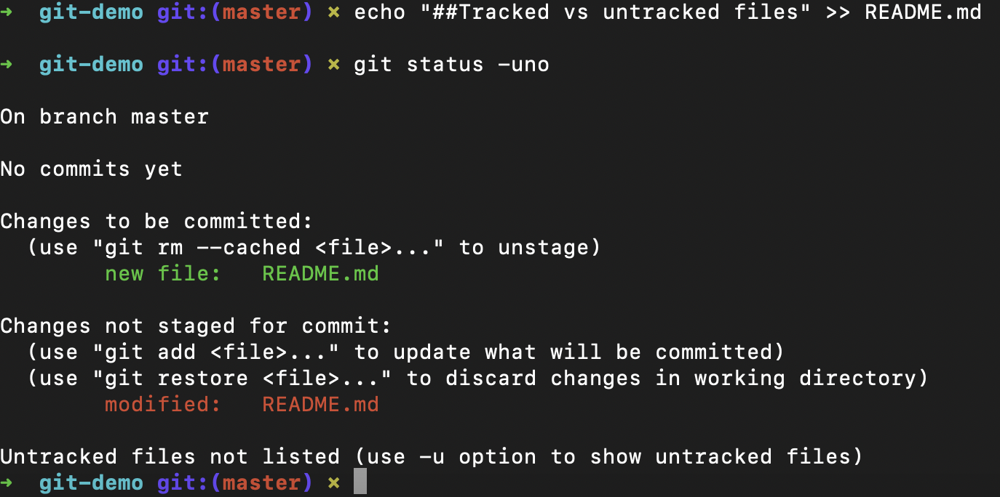 ➜  git-demo git:(master) ✗ echo "##Tracked vs untracked files" >> README.md
➜  git-demo git:(master) ✗ git status -uno
On branch master
No commits yet
Changes to be committed:
  (use "git rm --cached <file>..." to unstage)
        new file:   README.md
Changes not staged for commit:
  (use "git add <file>..." to update what will be committed)
  (use "git restore <file>..." to discard changes in working directory)
        modified:   README.md
Untracked files not listed (use -u option to show untracked files)
➜  git-demo git:(master) ✗